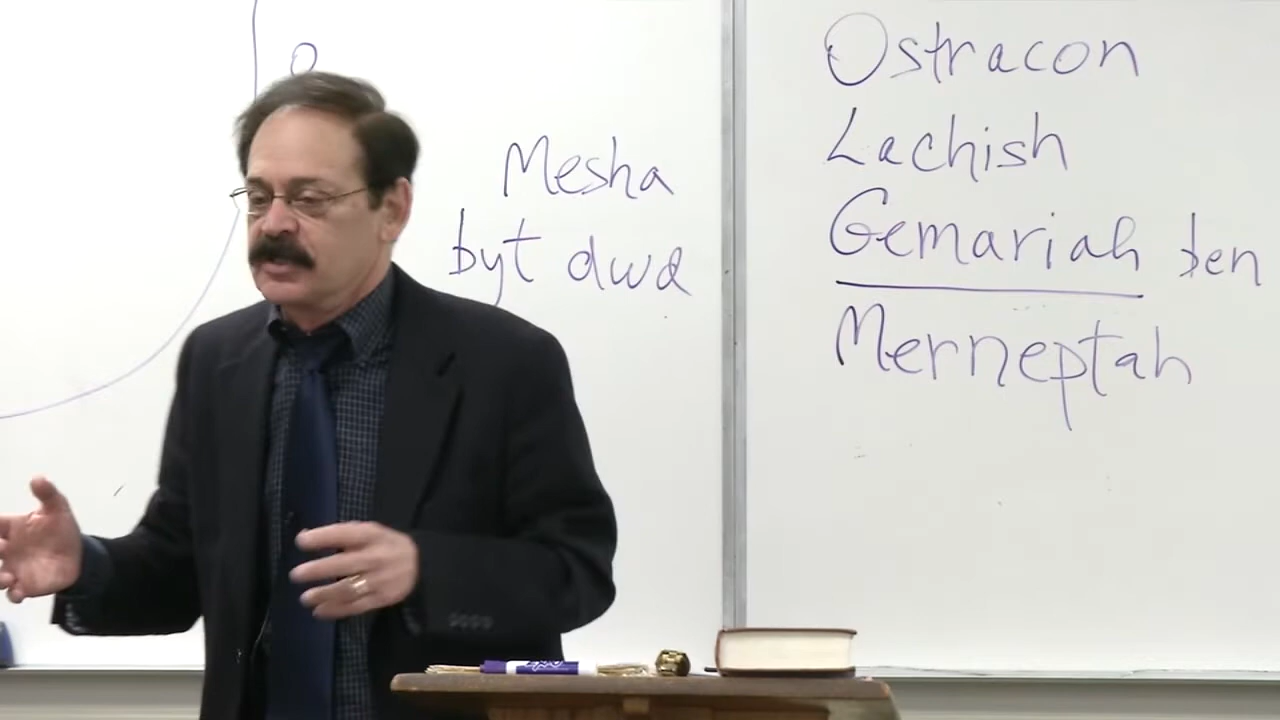 Mesha
byt dwd
Ostracon
Lachish
Gemariah ben
Merneptah